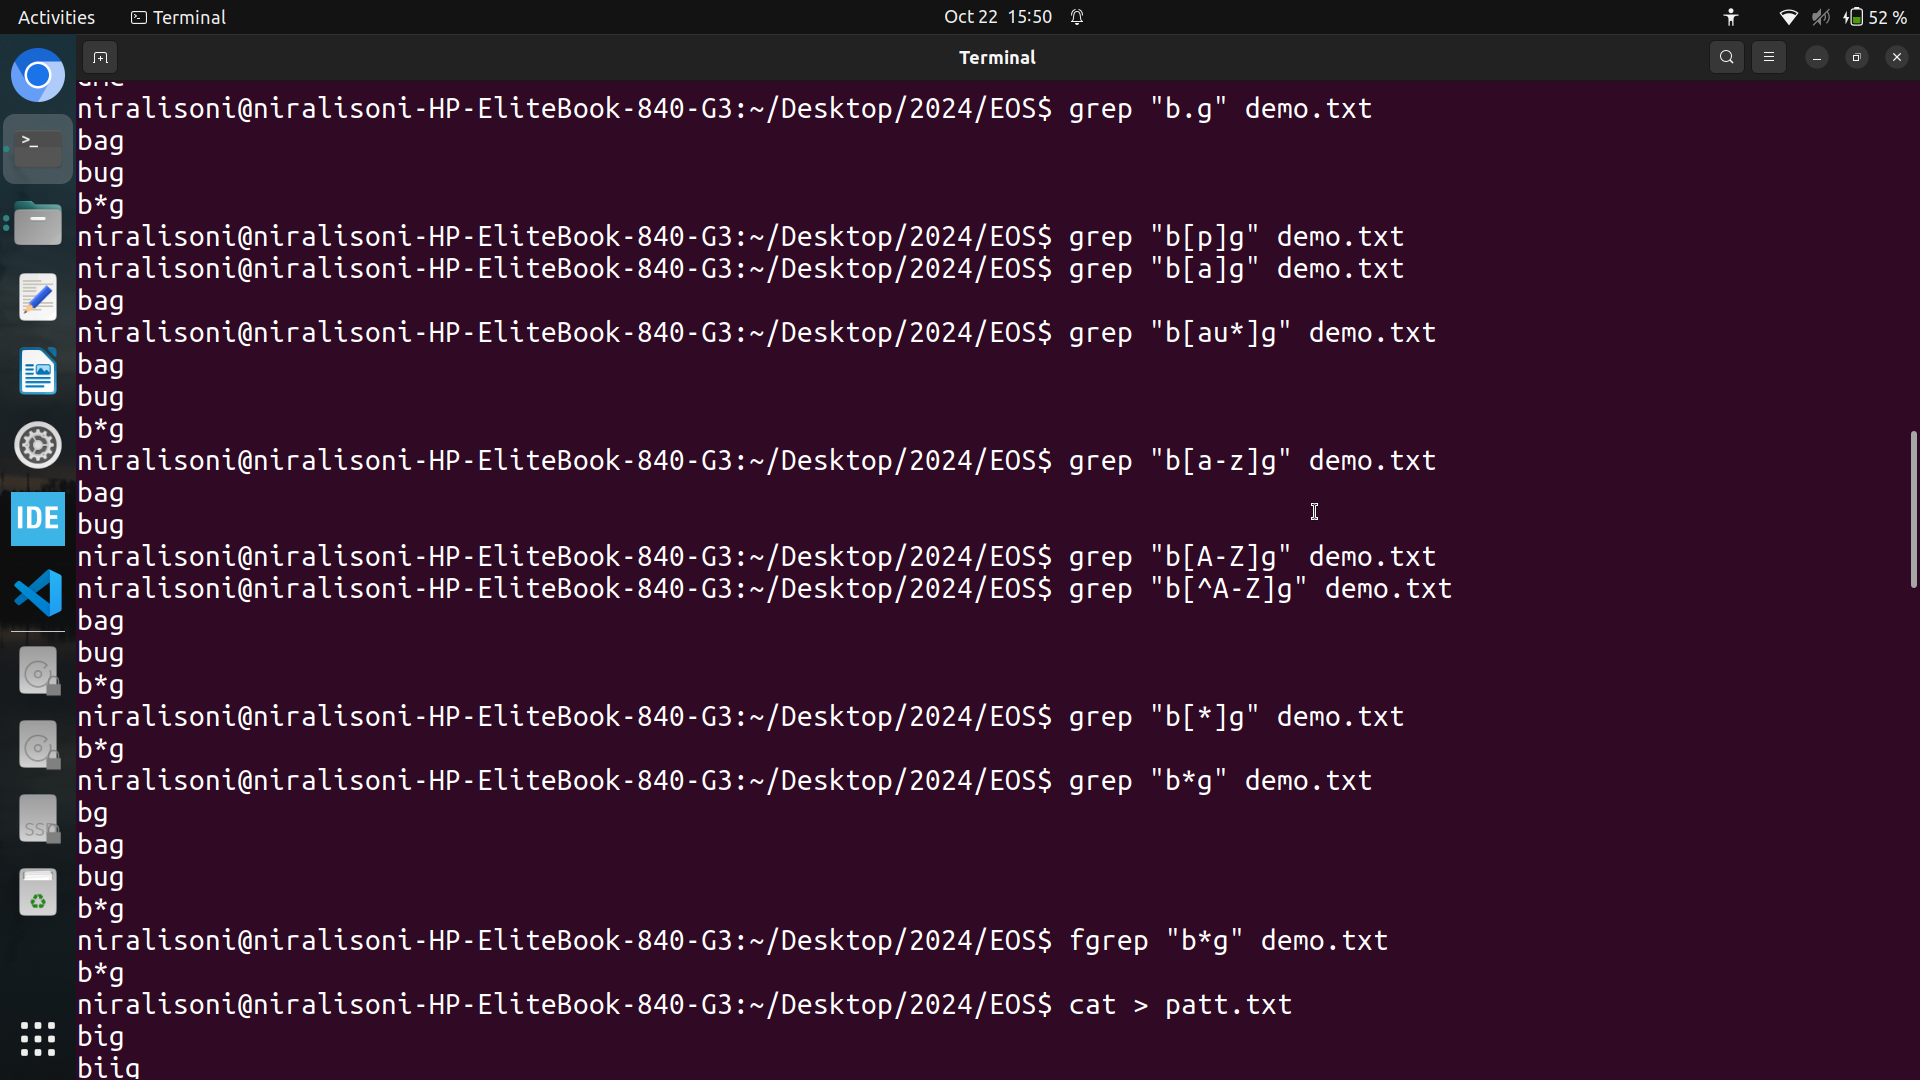 Activities
Terminal
Oct 22 15:50
52 %
Terminal
niralisoni@niralisoni-HP-EliteBook-840-G3:~/Desktop/2024/EOS$ grep "b.g" demo.txt
bag
bug
b*g
niralisoni@niralisoni-HP-EliteBook-840-G3:~/Desktop/2024/EOS$ grep "b[p]g" demo.txt
niralisoni@niralisoni-HP-EliteBook-840-G3:~/Desktop/2024/EOS$ grep "b[a]g" demo.txt
bag
niralisoni@niralisoni-HP-EliteBook-840-G3:~/Desktop/2024/EOS$ grep "b[au*]g" demo.txt
bag
bug
b*g
niralisoni@niralisoni-HP-EliteBook-840-G3:~/Desktop/2024/EOS$ grep "b[a-z]g" demo.txt
bag
bug
niralisoni@niralisoni-HP-EliteBook-840-G3:~/Desktop/2024/EOS$ grep "b[A-Z]g" demo.txt
niralisoni@niralisoni-HP-EliteBook-840-G3:~/Desktop/2024/EOS$ grep "b[^A-Z]g" demo.txt
bag
bug
b*g
niralisoni@niralisoni-HP-EliteBook-840-G3:~/Desktop/2024/EOS$ grep "b[*]g" demo.txt
b*g
niralisoni@niralisoni-HP-EliteBook-840-G3:~/Desktop/2024/EOS$ grep "b*g" demo.txt
bg
bag
bug
b*g
niralisoni@niralisoni-HP-EliteBook-840-G3:~/Desktop/2024/EOS$ fgrep "b*g" demo.txt
b*g
niralisoni@niralisoni-HP-EliteBook-840-G3:~/Desktop/2024/EOS$ cat > patt.txt
big
biig
>_
IDE
SSD